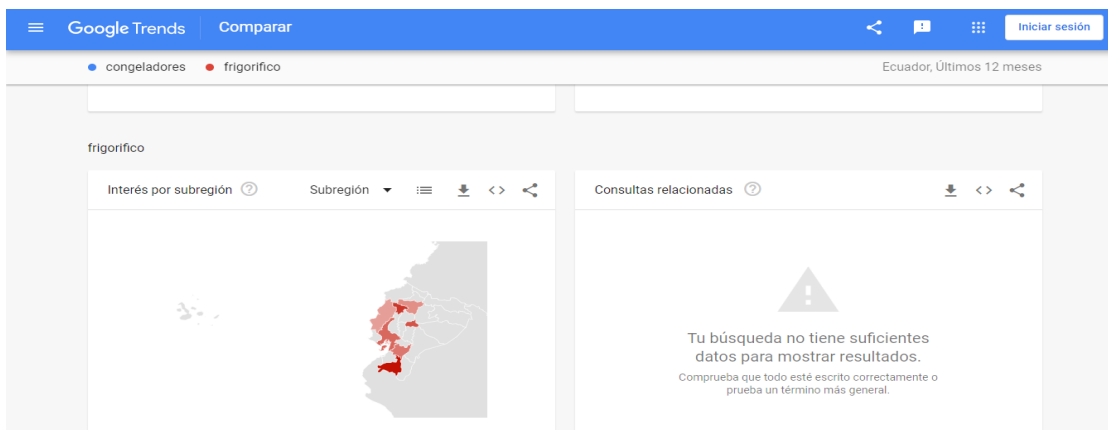 Google Trends Comparar Iniciar sesión
congeladores frigorifico Ecuador, Últimos 12 meses
frigorifico
Interés por subregión Subregión
Consultas relacionadas
Tu búsqueda no tiene suficientes
datos para mostrar resultados.
Comprueba que todo esté escrito correctamente o
prueba un término más general.